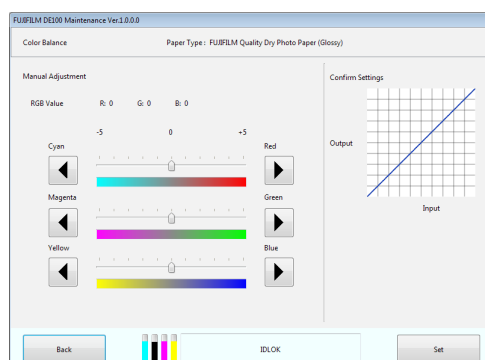 FUJIFILM DE100 Maintenance Ver.1.0.0.0
Color Balance
Paper Type : FUJIFILM Quality Dry Photo Paper (Glossy)
Manual Adjustment
Confirm Settings
RGB Value R: 0 G: 0 B: 0
-5 0 +5
Cyan Red
Output
Magenta Green
Input
Yellow Blue
Back
IDLOK
Set